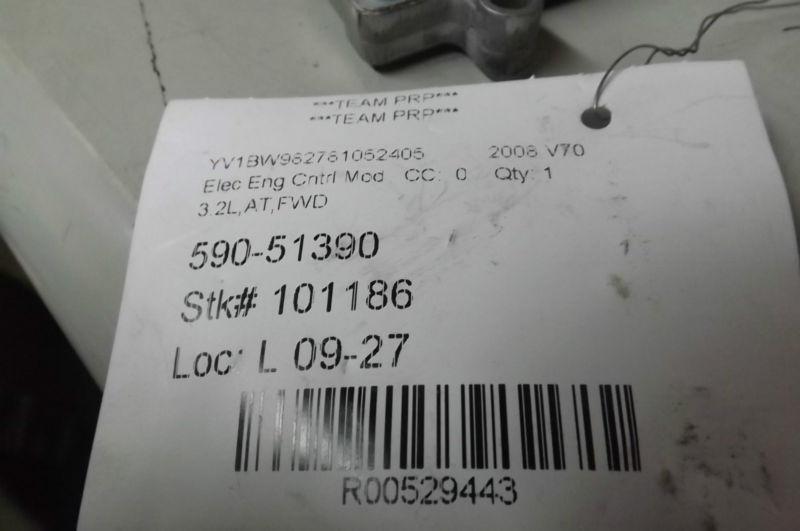 ***TEAM PRP***
***TEAM PRP***
YV1BW982781052405 2008 V70
Elec Eng Cntrl Mod CC: 0 Qty: 1
3.2L,AT,FWD
590-51390
Stk# 101186
Loc: L 09-27
R00529443